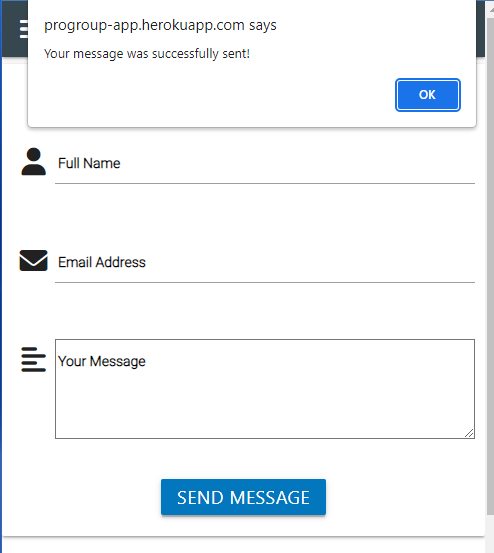 progroup-app.herokuapp.com says
Your message was successfully sent!
OK
Full Name
Email Address
Your Message
SEND MESSAGE